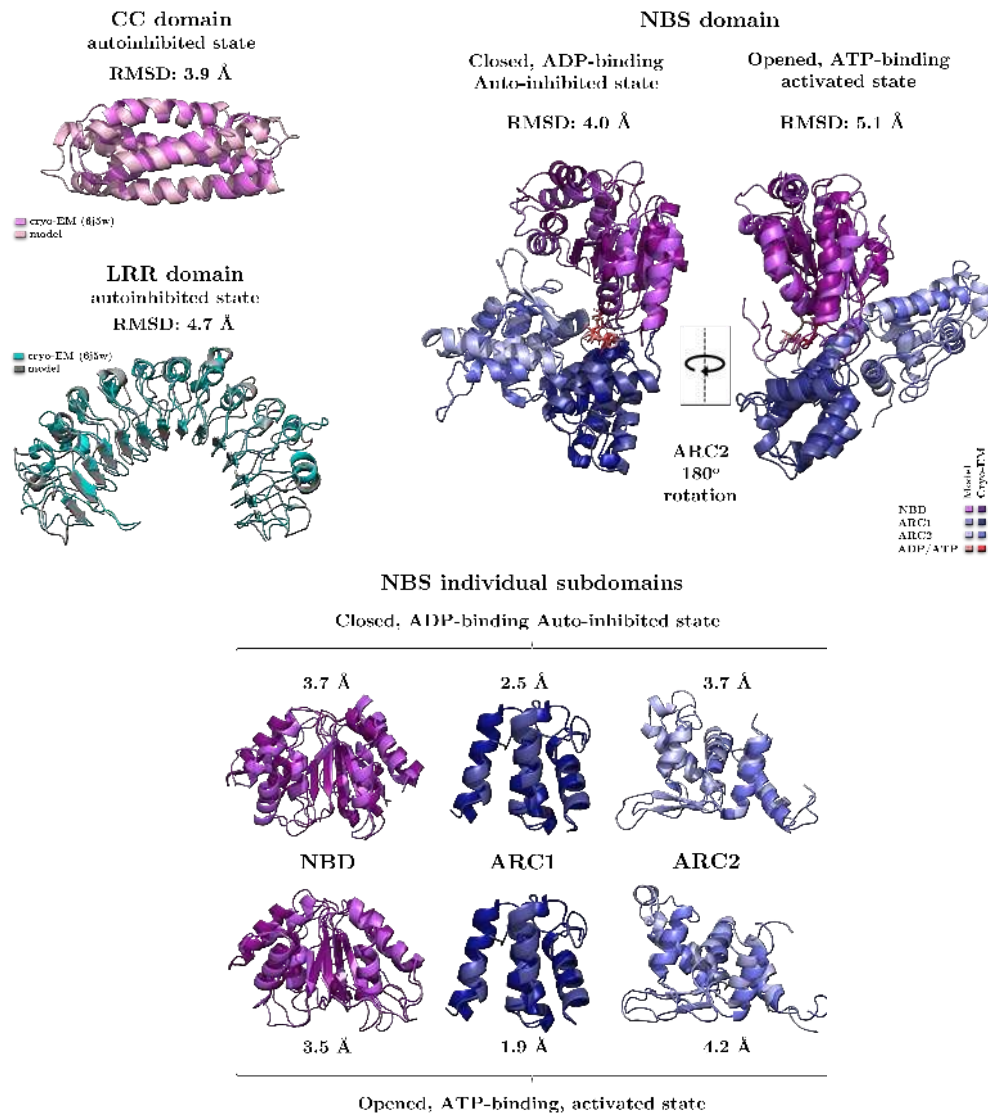 CC domain
autoinhibited state
RMSD: 3.9 Å
cryo-EM (6j5w)
model
LRR domain
autoinhibited state
RMSD: 4.7 Å
cryo-EM (6j5w)
model
NBS domain
Closed, ADP-binding
Auto-inhibited state
RMSD: 4.0 Å
Opened, ATP-binding
activated state
RMSD: 5.1 Å
ARC2
180°
rotation
Model
Cryo-EM
NBD
ARC1
ARC2
ADP/ATP
NBS individual subdomains
Closed, ADP-binding Auto-inhibited state
3.7 Å 2.5 Å 3.7 Å
NBD ARC1 ARC2
3.5 Å 1.9 Å 4.2 Å
Opened, ATP-binding, activated state